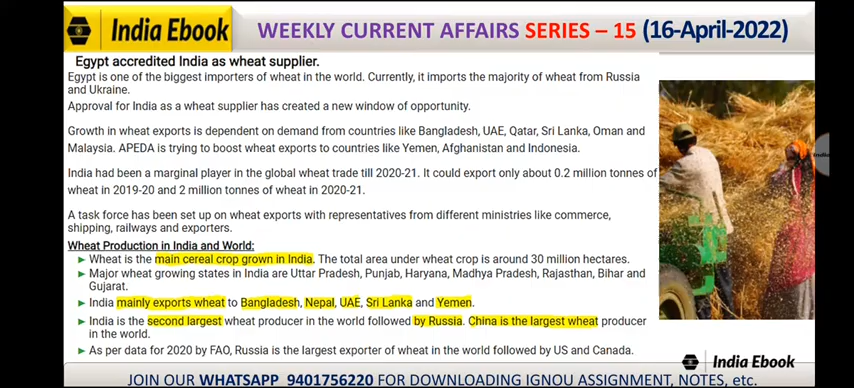 India Ebook WEEKLY CURRENT AFFAIRS SERIES – 15 (16-April-2022)
Egypt accredited India as wheat supplier.
Egypt is one of the biggest importers of wheat in the world. Currently, it imports the majority of wheat from Russia
and Ukraine.
Approval for India as a wheat supplier has created a new window of opportunity.
Growth in wheat exports is dependent on demand from countries like Bangladesh, UAE, Qatar, Sri Lanka, Oman and
Malaysia. APEDA is trying to boost wheat exports to countries like Yemen, Afghanistan and Indonesia.
India had been a marginal player in the global wheat trade till 2020-21. It could export only about 0.2 million tonnes of
wheat in 2019-20 and 2 million tonnes of wheat in 2020-21.
A task force has been set up on wheat exports with representatives from different ministries like commerce,
shipping, railways and exporters.
Wheat Production in India and World:
► Wheat is the main cereal crop grown in India. The total area under wheat crop is around 30 million hectares.
► Major wheat growing states in India are Uttar Pradesh, Punjab, Haryana, Madhya Pradesh, Rajasthan, Bihar and
Gujarat.
► India mainly exports wheat to Bangladesh, Nepal, UAE, Sri Lanka and Yemen.
► India is the second largest wheat producer in the world followed by Russia. China is the largest wheat producer
in the world.
► As per data for 2020 by FAO, Russia is the largest exporter of wheat in the world followed by US and Canada.
India
India Ebook
JOIN OUR WHATSAPP 9401756220 FOR DOWNLOADING IGNOU ASSIGNMENT, NOTES, etc.